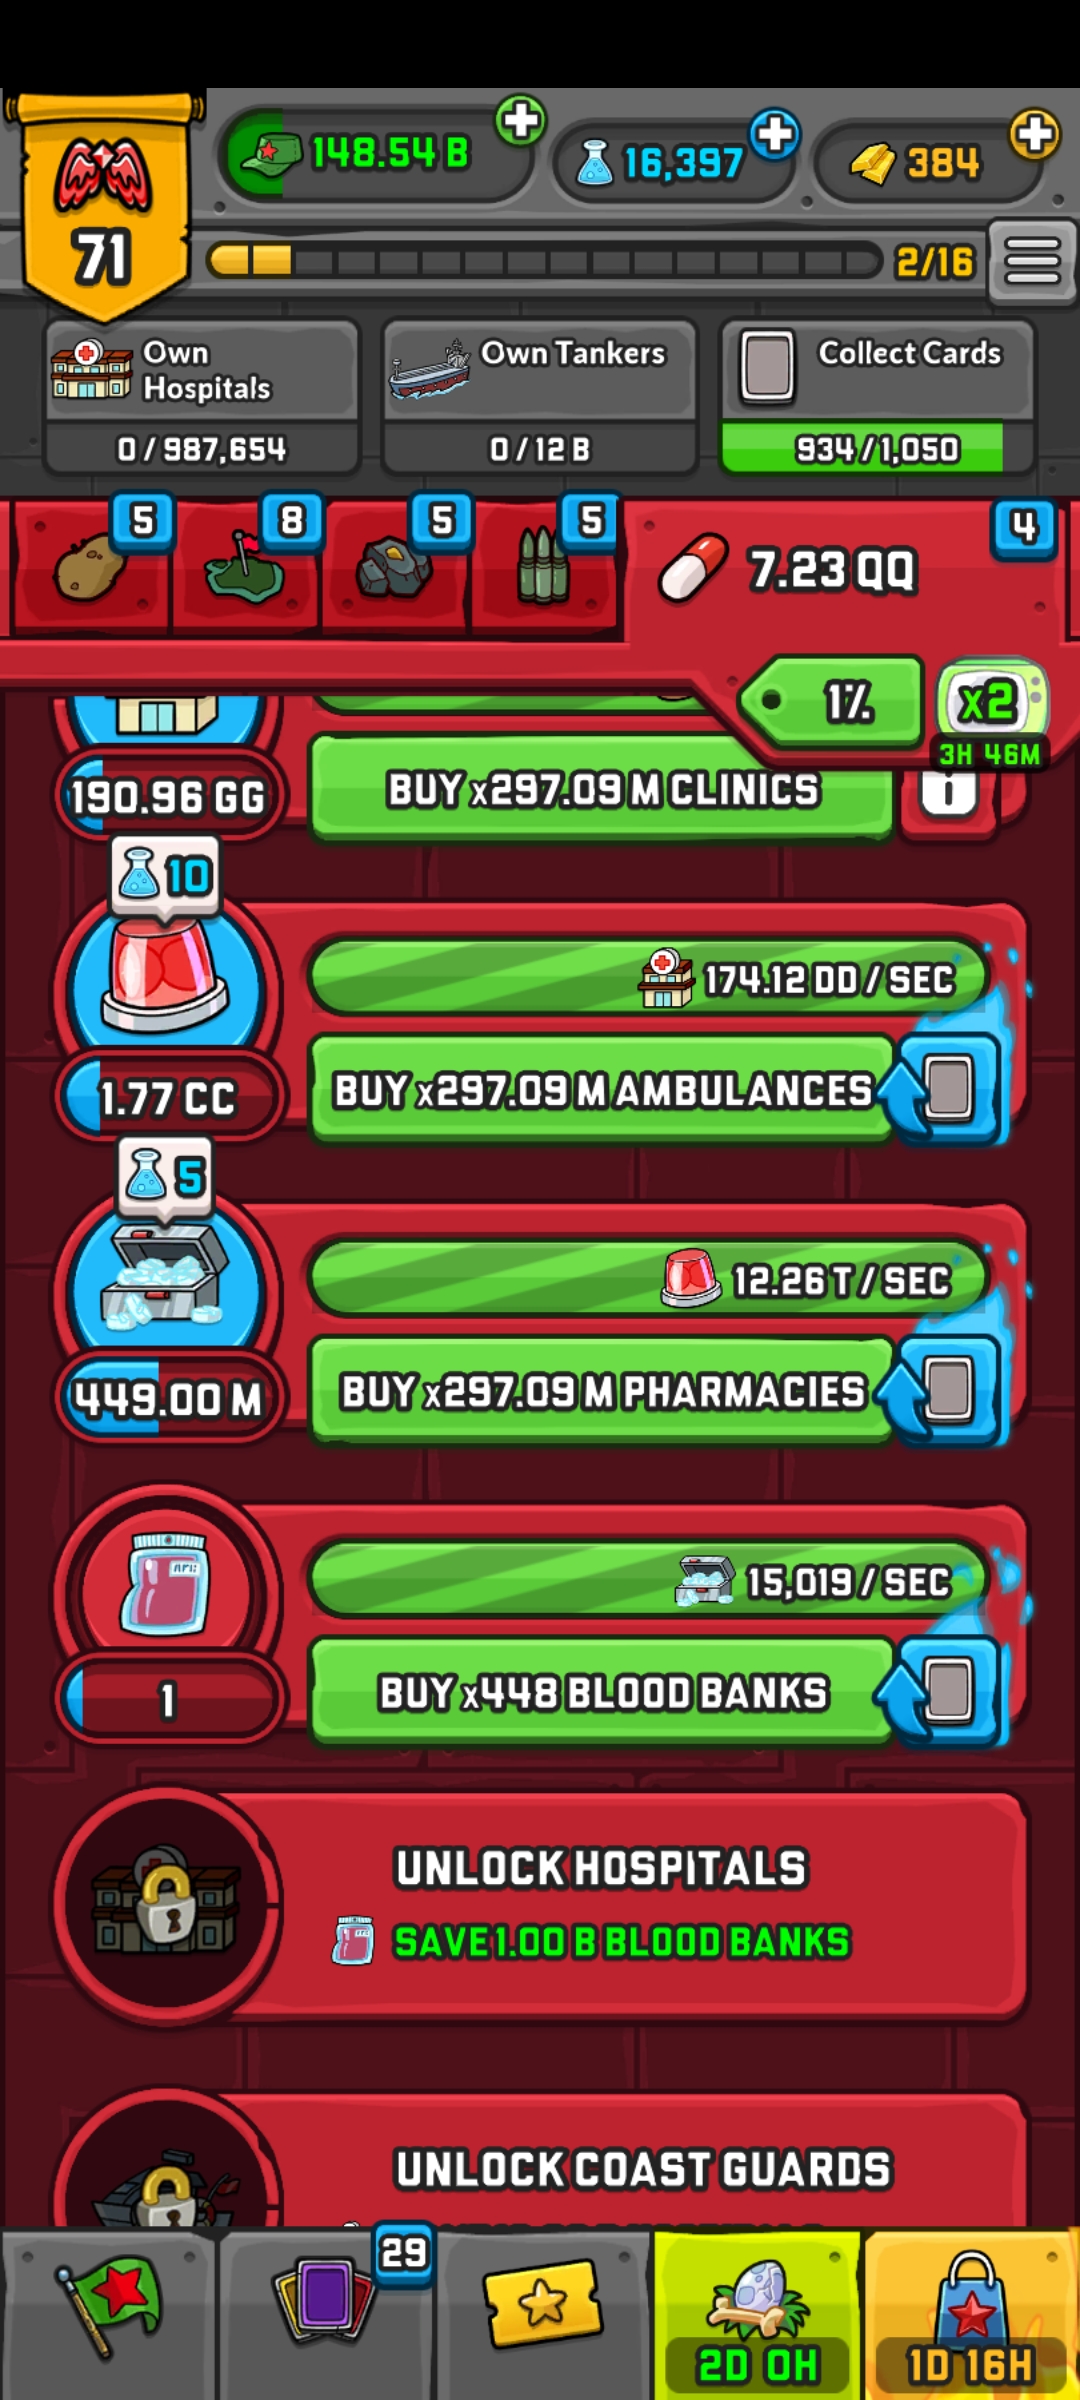 71
148.54 B
16,397
384
2/16
Own
Hospitals
0 / 987,654
Own Tankers
0 / 12 B
Collect Cards
934 / 1,050
5
8
5
5
7.23 QQ
4
1%
x2
3H 46M
190.96 GG
BUY x297.09 M CLINICS
10
174.12 DD / SEC
1.77 CC
BUY x297.09 M AMBULANCES
5
12.26 T / SEC
449.00 M
BUY x297.09 M PHARMACIES
15,019 / SEC
1
BUY x448 BLOOD BANKS
UNLOCK HOSPITALS
SAVE 1.00 B BLOOD BANKS
UNLOCK COAST GUARDS
29
2D 0H
1D 16H